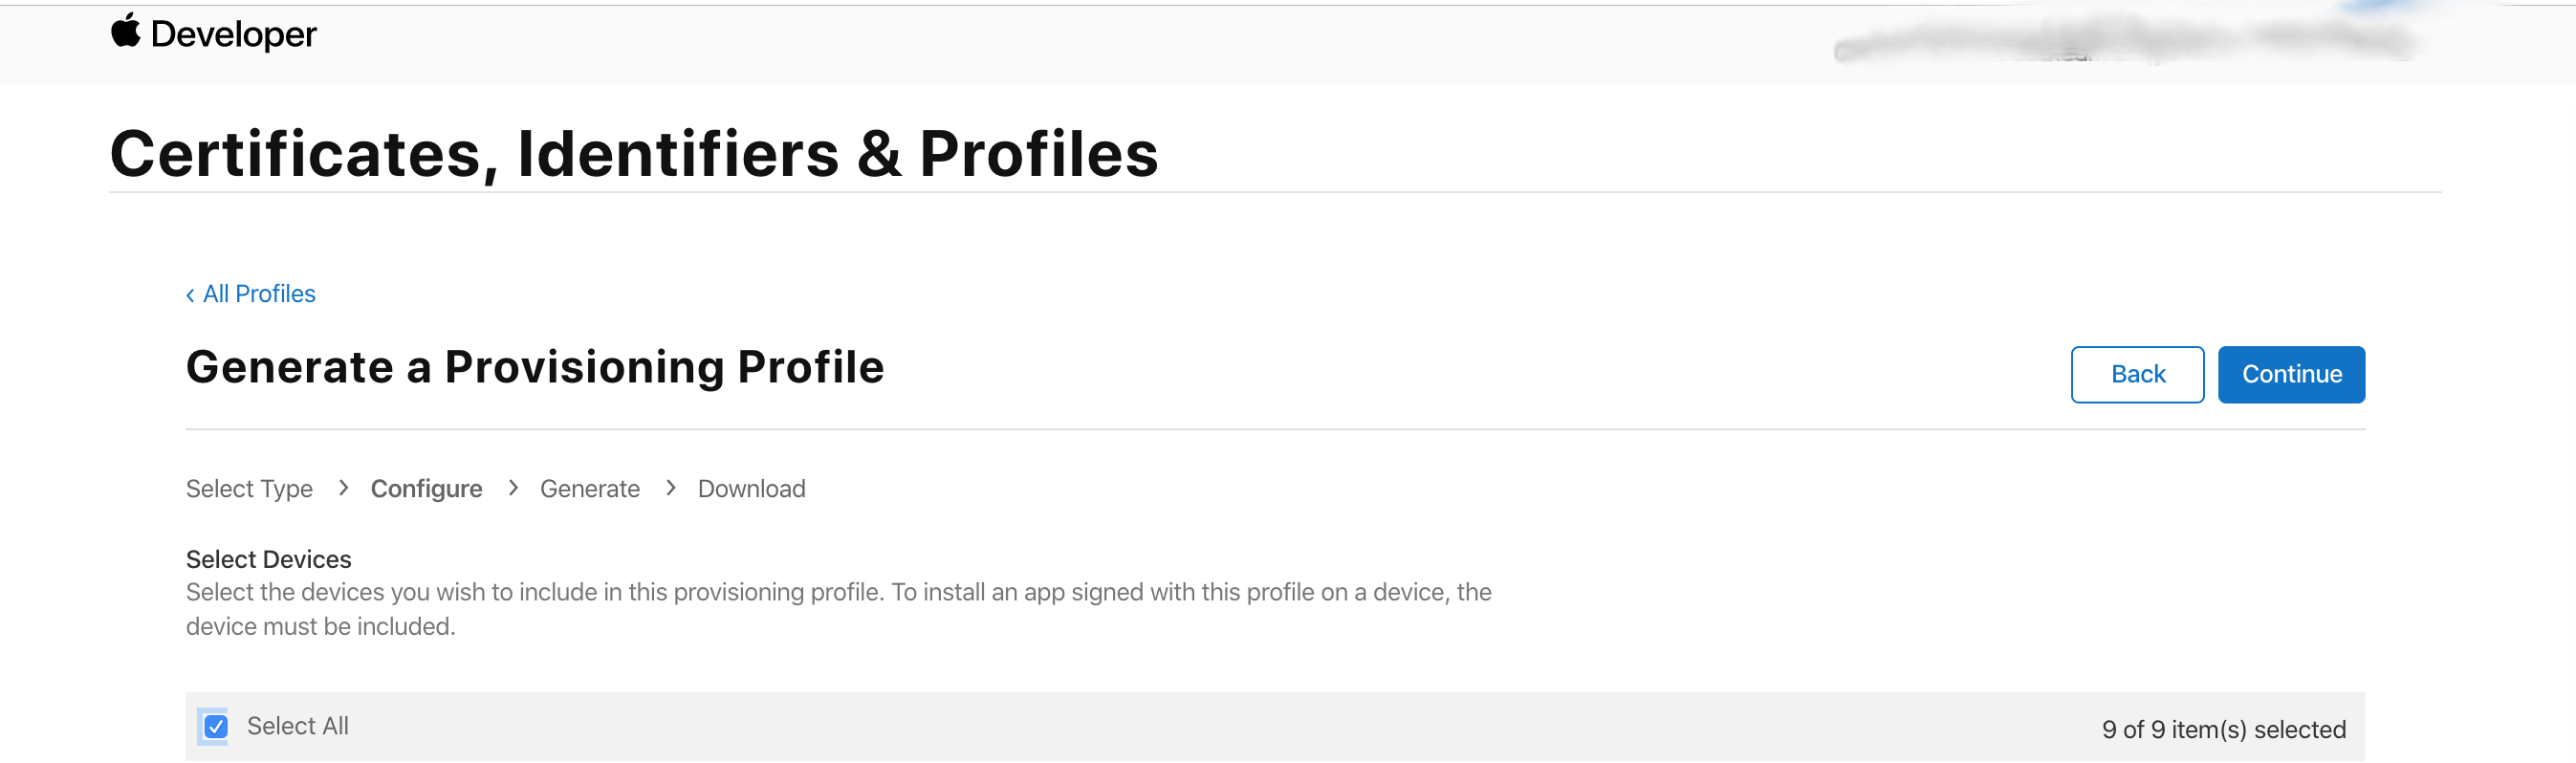 Developer
Certificates, Identifiers & Profiles
‹ All Profiles
Generate a Provisioning Profile
Back
Continue
Select Type > Configure > Generate > Download
Select Devices
Select the devices you wish to include in this provisioning profile. To install an app signed with this profile on a device, the
device must be included.
Select All
9 of 9 item(s) selected